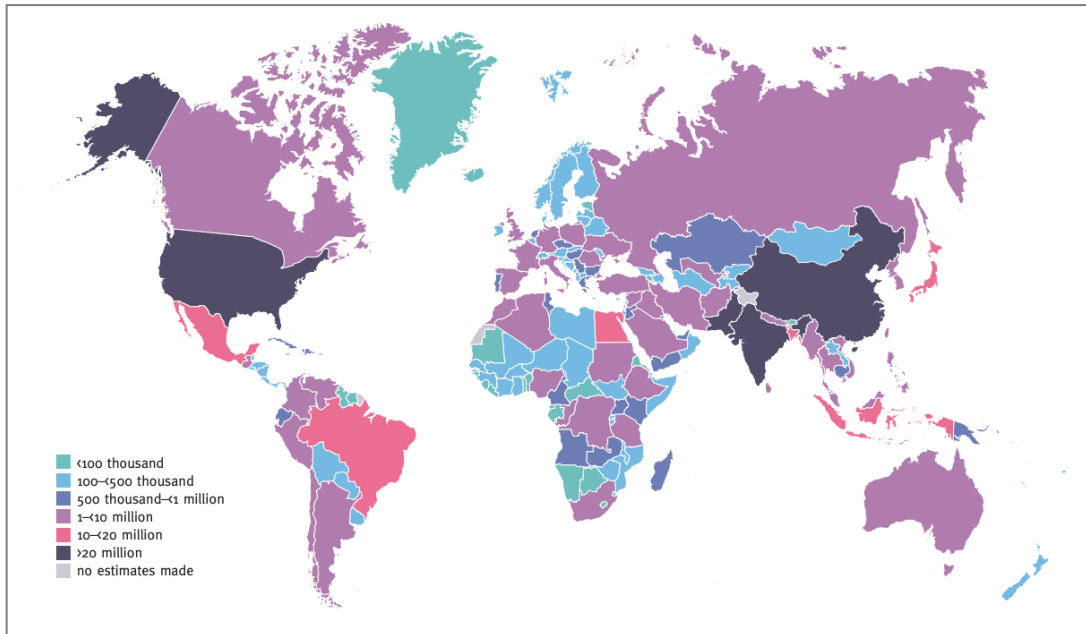 <100 thousand
100–<500 thousand
500 thousand–<1 million
1–<10 million
10–<20 million
>20 million
no estimates made